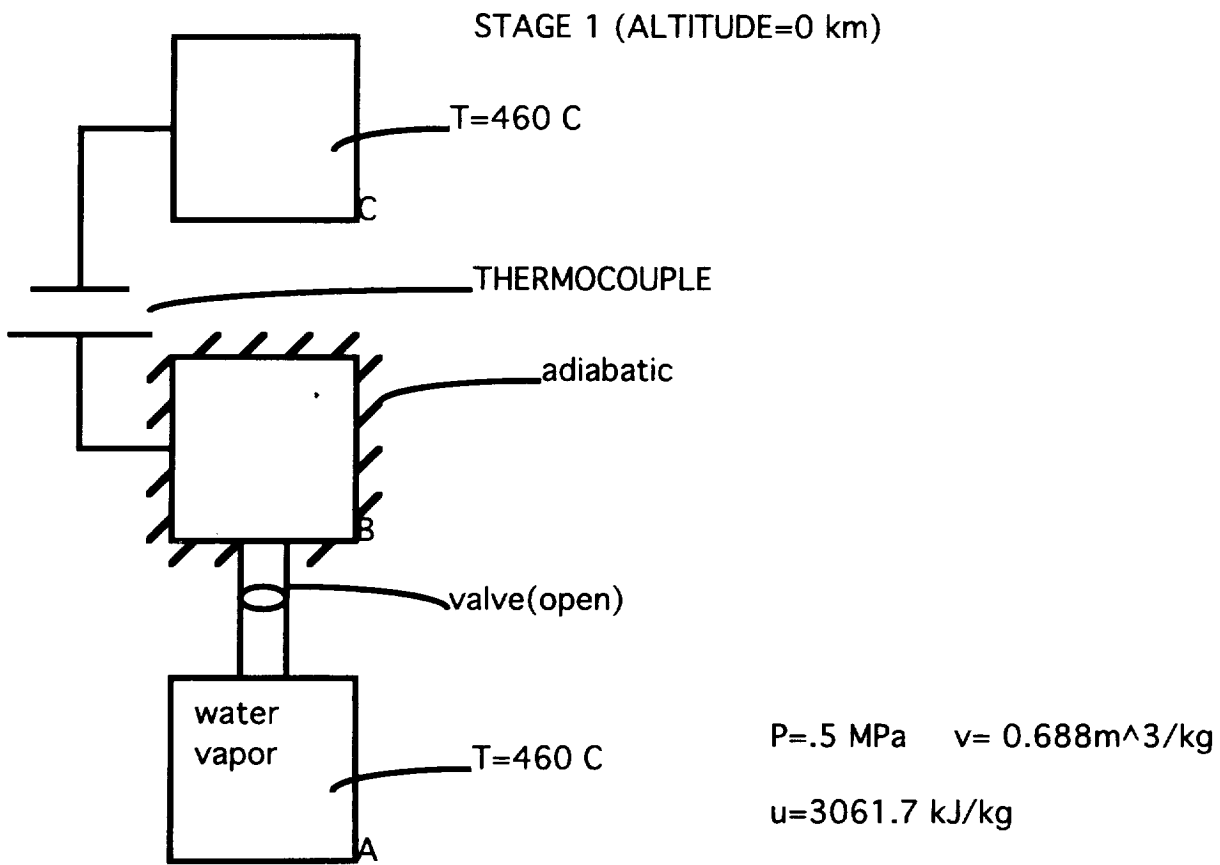 STAGE 1 (ALTITUDE=0 km)
T=460 C
C
THERMOCOUPLE
adiabatic
B
valve(open)
water
vapor
P=.5 MPa v= 0.688m^3/kg
T=460 C
u=3061.7 kJ/kg
A